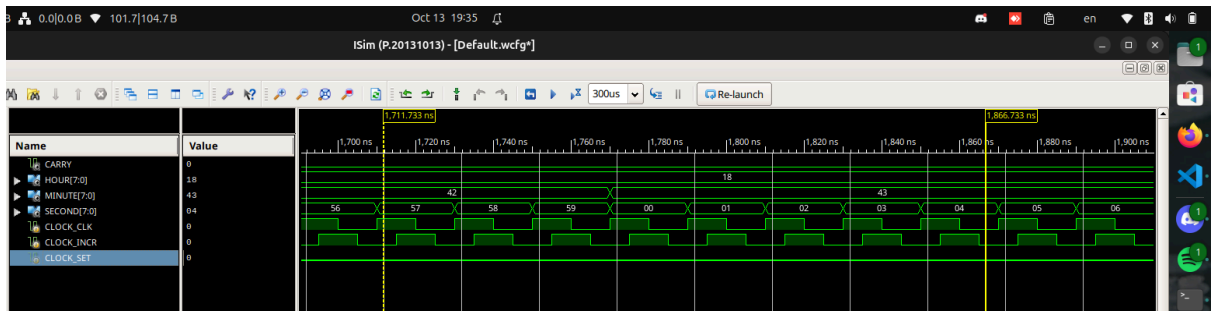 B 0.0|0.0 B ▼ 101.7|104.7 B Oct 13 19:35 en
ISim (P.20131013) - [Default.wcfg*]
300us Re-launch
1,711.733 ns 1,866.733 ns
Name Value 1,700 ns 1,720 ns 1,740 ns 1,760 ns 1,780 ns 1,800 ns 1,820 ns 1,840 ns 1,860 ns 1,880 ns 1,900 ns
CARRY 0
HOUR[7:0] 18 18
MINUTE[7:0] 43 42 43
SECOND[7:0] 04 56 57 58 59 00 01 02 03 04 05 06
CLOCK_CLK 0
CLOCK_INCR 0
CLOCK_SET 0
1
1
1